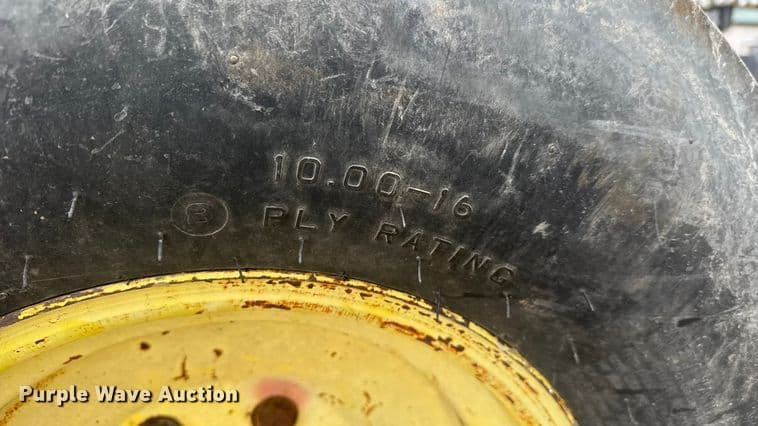 10.00-16
8 PLY RATING
Purple Wave Auction